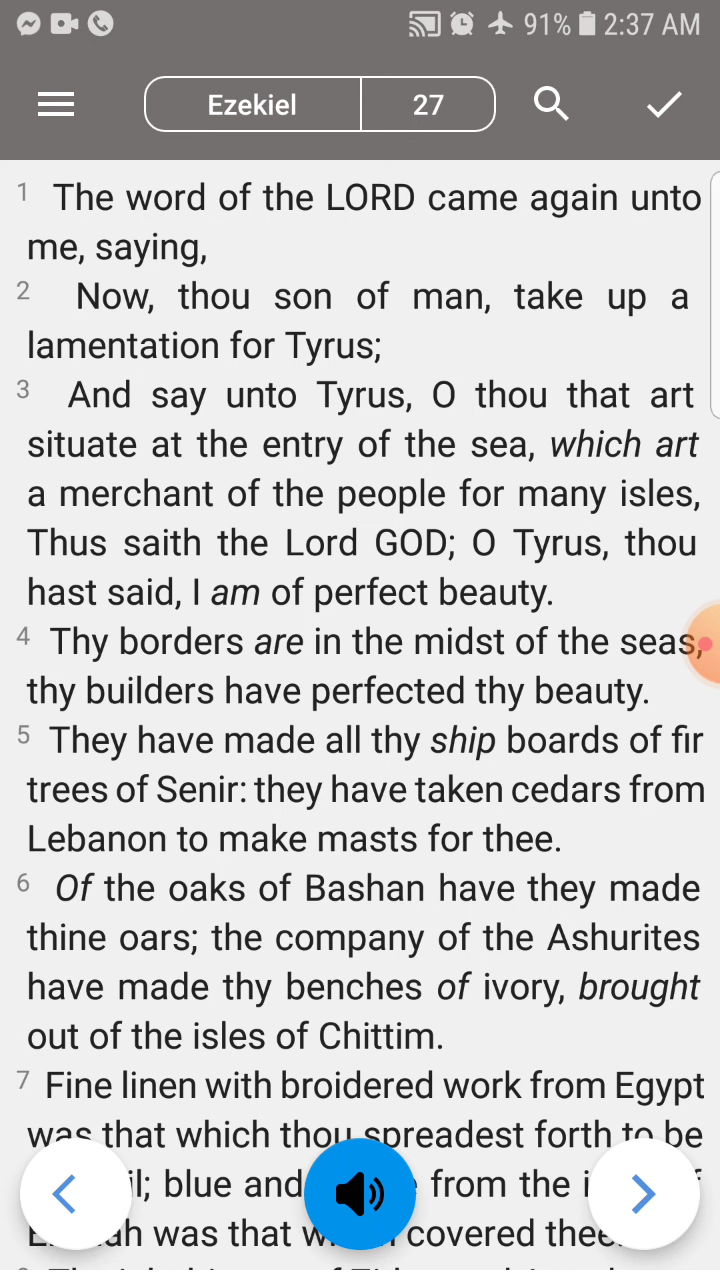 91% 2:37 AM
Ezekiel 27
1 The word of the LORD came again unto
me, saying,
2 Now, thou son of man, take up a
lamentation for Tyrus;
3 And say unto Tyrus, O thou that art
situate at the entry of the sea, which art
a merchant of the people for many isles,
Thus saith the Lord GOD; O Tyrus, thou
hast said, I am of perfect beauty.
4 Thy borders are in the midst of the seas,
thy builders have perfected thy beauty.
5 They have made all thy ship boards of fir
trees of Senir: they have taken cedars from
Lebanon to make masts for thee.
6 Of the oaks of Bashan have they made
thine oars; the company of the Ashurites
have made thy benches of ivory, brought
out of the isles of Chittim.
7 Fine linen with broidered work from Egypt
was that which thou spreadest forth to be
blue and from the
was that covered thee